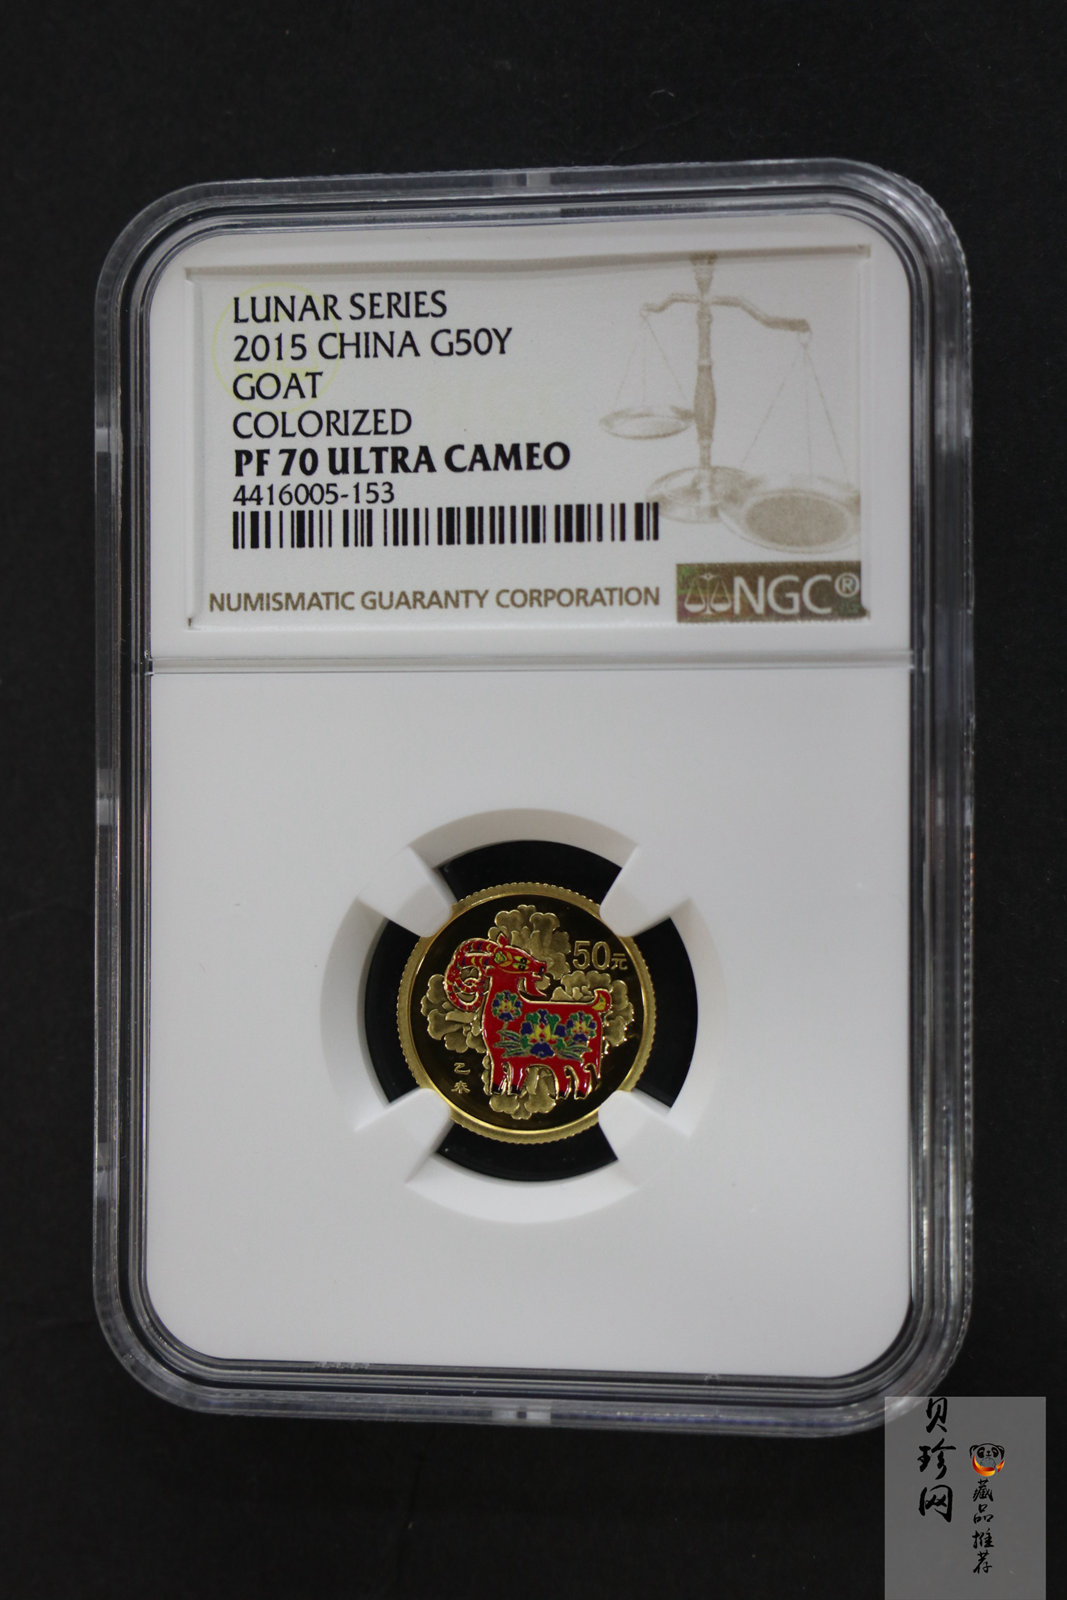 LUNAR SERIES
2015 CHINA G50Y
GOAT
COLORIZED
PF 70 ULTRA CAMEO
4416005-153
NUMISMATIC GUARANTY CORPORATION
NGC®
50元
乙未
贝珍网
藏品推荐